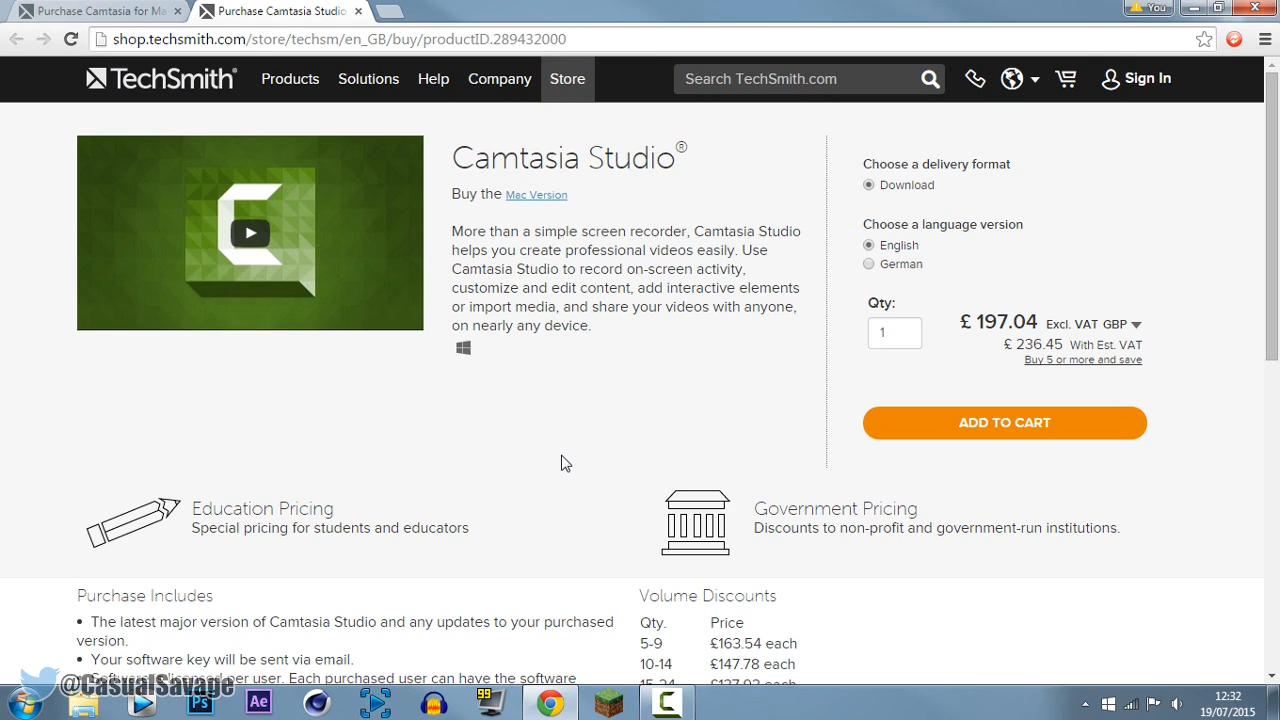 Purchase Camtasia for Ma ×
Purchase Camtasia Studio ×
You
shop.techsmith.com/store/techsm/en_GB/buy/productID.289432000
TechSmith®
Products
Solutions
Help
Company
Store
Search TechSmith.com
Sign In
Camtasia Studio®
Buy the Mac Version
More than a simple screen recorder, Camtasia Studio
helps you create professional videos easily. Use
Camtasia Studio to record on-screen activity,
customize and edit content, add interactive elements
or import media, and share your videos with anyone,
on nearly any device.
Choose a delivery format
Download
Choose a language version
English
German
Qty:
1
£ 197.04 Excl. VAT GBP
£ 236.45 With Est. VAT
Buy 5 or more and save
ADD TO CART
Education Pricing
Special pricing for students and educators
Government Pricing
Discounts to non-profit and government-run institutions.
Purchase Includes
• The latest major version of Camtasia Studio and any updates to your purchased
version.
• Your software key will be sent via email.
per user. Each purchased user can have the software
Volume Discounts
Qty. Price
5-9 £163.54 each
10-14 £147.78 each
15-24 £137.93 each
@CasualSavage
Ps
Ae
99
12:32
19/07/2015